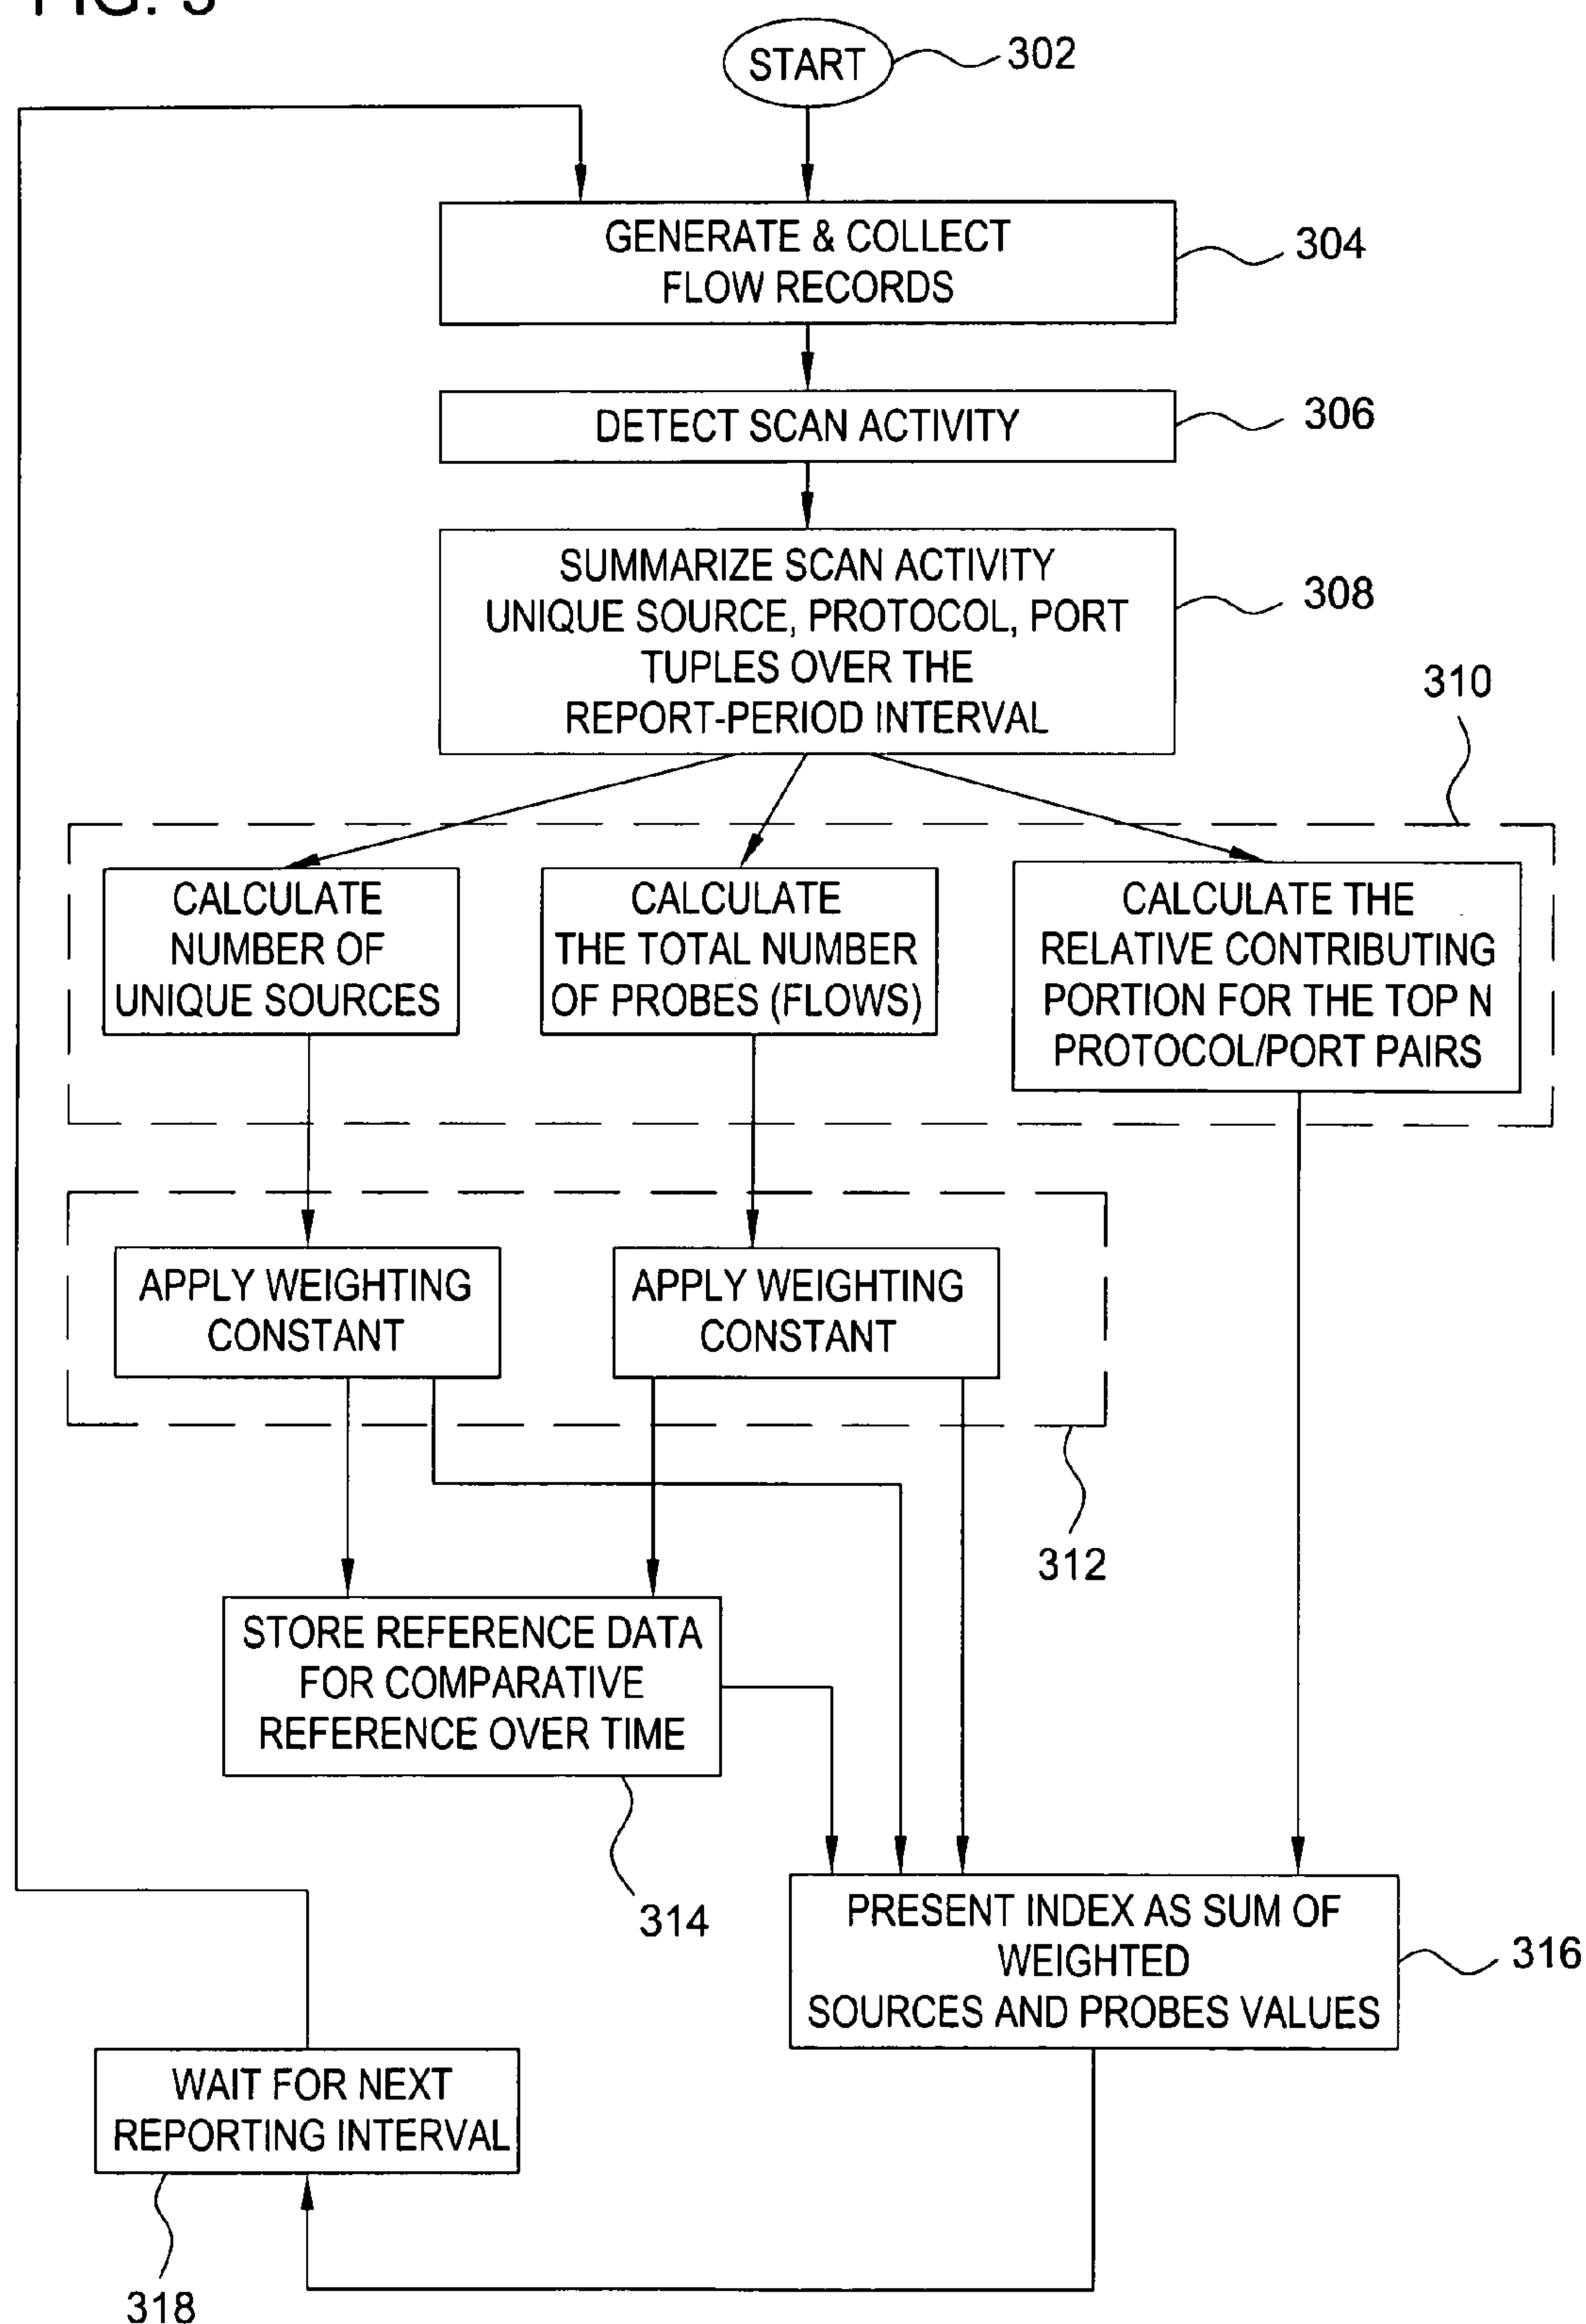 START
302
GENERATE & COLLECT
FLOW RECORDS
304
DETECT SCAN ACTIVITY
306
SUMMARIZE SCAN ACTIVITY
UNIQUE SOURCE, PROTOCOL, PORT
TUPLES OVER THE
REPORT-PERIOD INTERVAL
308
310
CALCULATE
NUMBER OF
UNIQUE SOURCES
CALCULATE
THE TOTAL NUMBER
OF PROBES (FLOWS)
CALCULATE THE
RELATIVE CONTRIBUTING
PORTION FOR THE TOP N
PROTOCOL/PORT PAIRS
APPLY WEIGHTING
CONSTANT
APPLY WEIGHTING
CONSTANT
312
STORE REFERENCE DATA
FOR COMPARATIVE
REFERENCE OVER TIME
314
PRESENT INDEX AS SUM OF
WEIGHTED
SOURCES AND PROBES VALUES
316
WAIT FOR NEXT
REPORTING INTERVAL
318